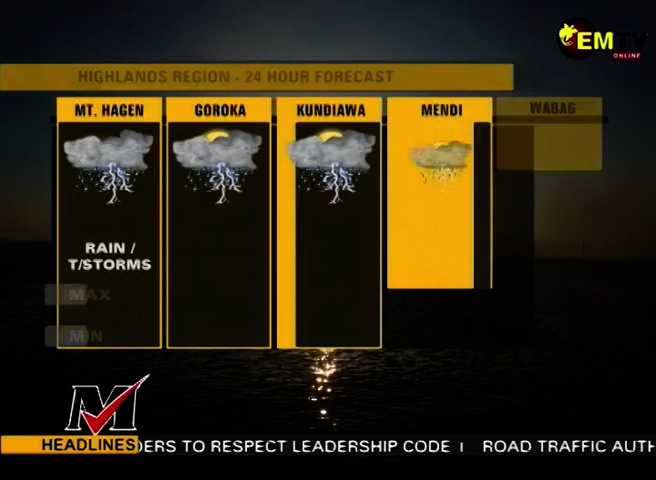 EMTV
ONLINE
HIGHLANDS REGION - 24 HOUR FORECAST
MT. HAGEN
GOROKA
KUNDIAWA
MENDI
WABAG
RAIN /
T/STORMS
MAX
MIN
M
HEADLINES
DERS TO RESPECT LEADERSHIP CODE | ROAD TRAFFIC AUTH